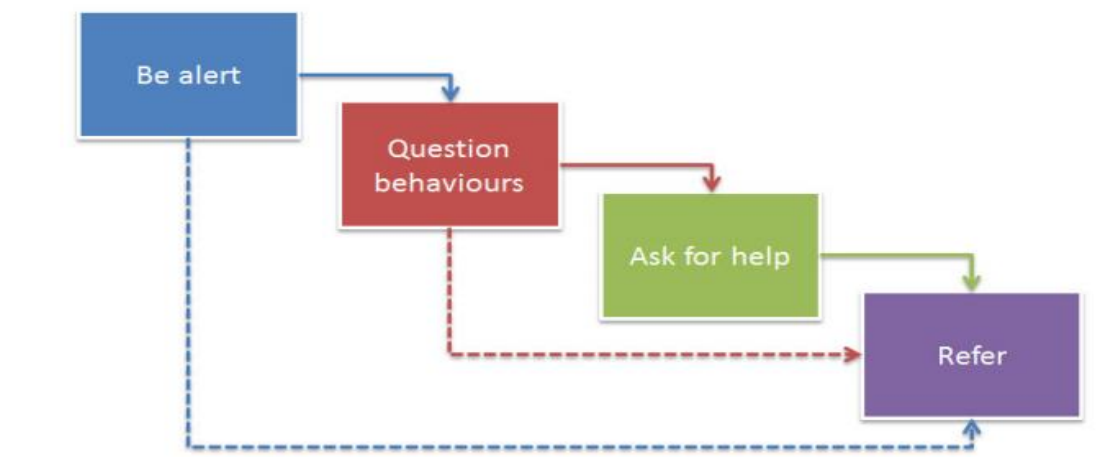 Be alert
Question
behaviours
Ask for help
Refer